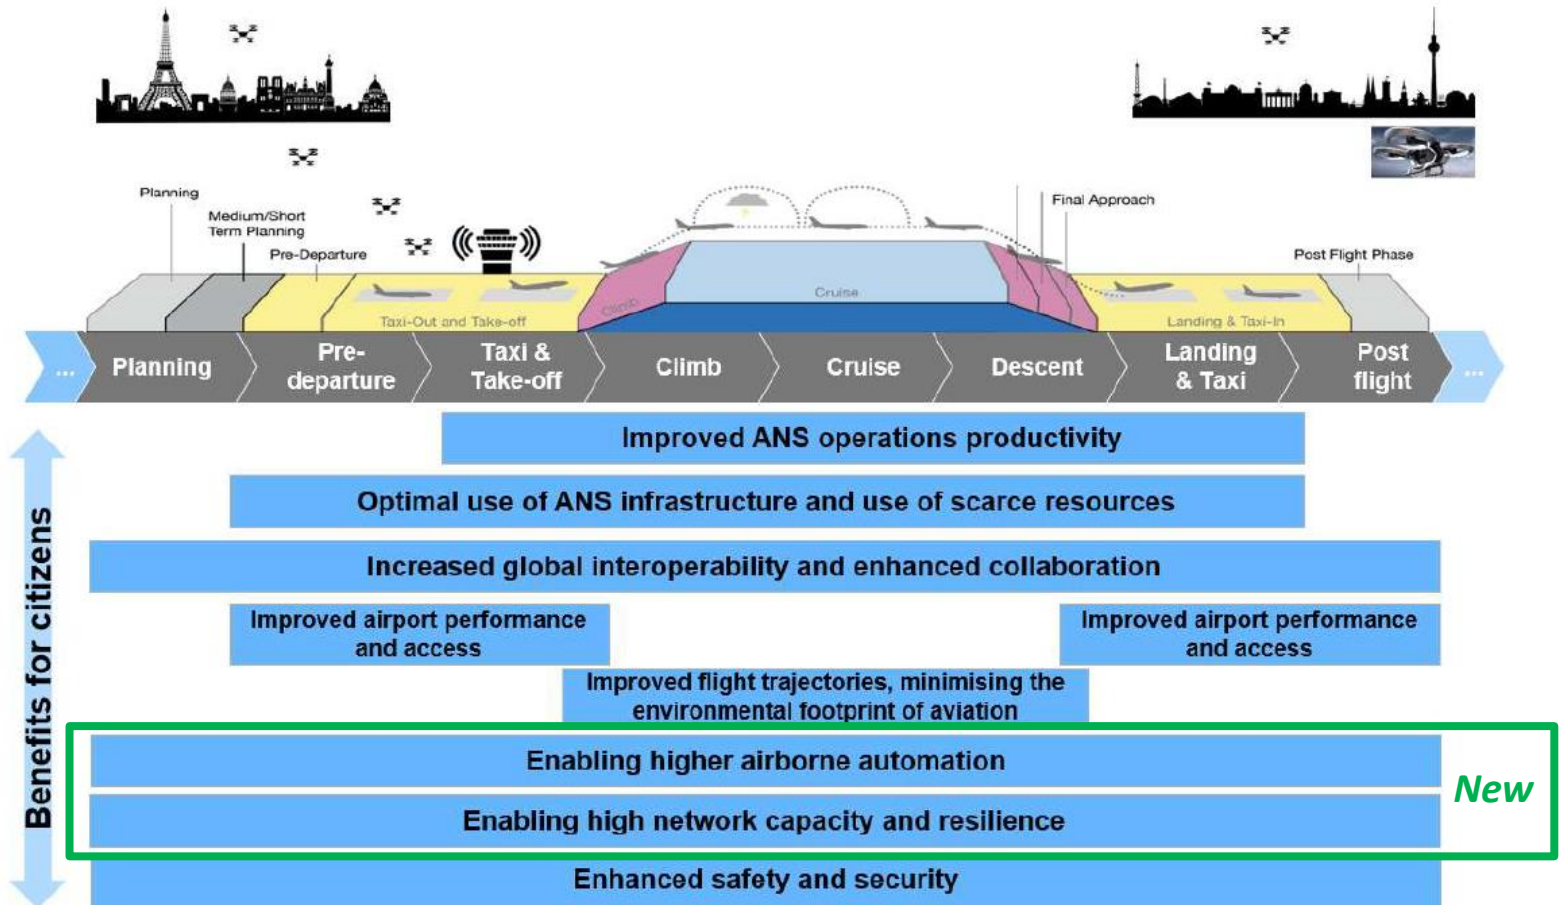 Planning
Medium/Short
Term Planning
Pre-Departure
Final Approach
Post Flight Phase
Taxi-Out and Take-off
Climb
Cruise
Landing & Taxi-In
...
Planning
Pre-
departure
Taxi &
Take-off
Climb
Cruise
Descent
Landing
& Taxi
Post
flight
...
Benefits for citizens
Improved ANS operations productivity
Optimal use of ANS infrastructure and use of scarce resources
Increased global interoperability and enhanced collaboration
Improved airport performance
and access
Improved airport performance
and access
Improved flight trajectories, minimising the
environmental footprint of aviation
Enabling higher airborne automation
Enabling high network capacity and resilience
New
Enhanced safety and security